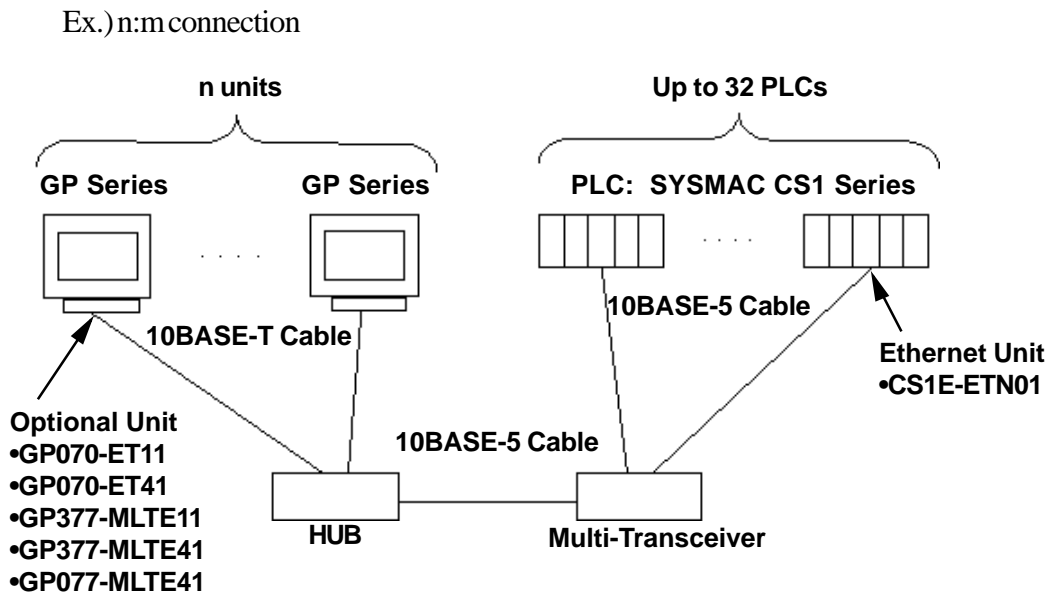 Ex.) n:m connection
n units
Up to 32 PLCs
GP Series
GP Series
PLC: SYSMAC CS1 Series
10BASE-T Cable
10BASE-5 Cable
Ethernet Unit
•CS1E-ETN01
Optional Unit
•GP070-ET11
•GP070-ET41
•GP377-MLTE11
•GP377-MLTE41
•GP077-MLTE41
10BASE-5 Cable
HUB
Multi-Transceiver